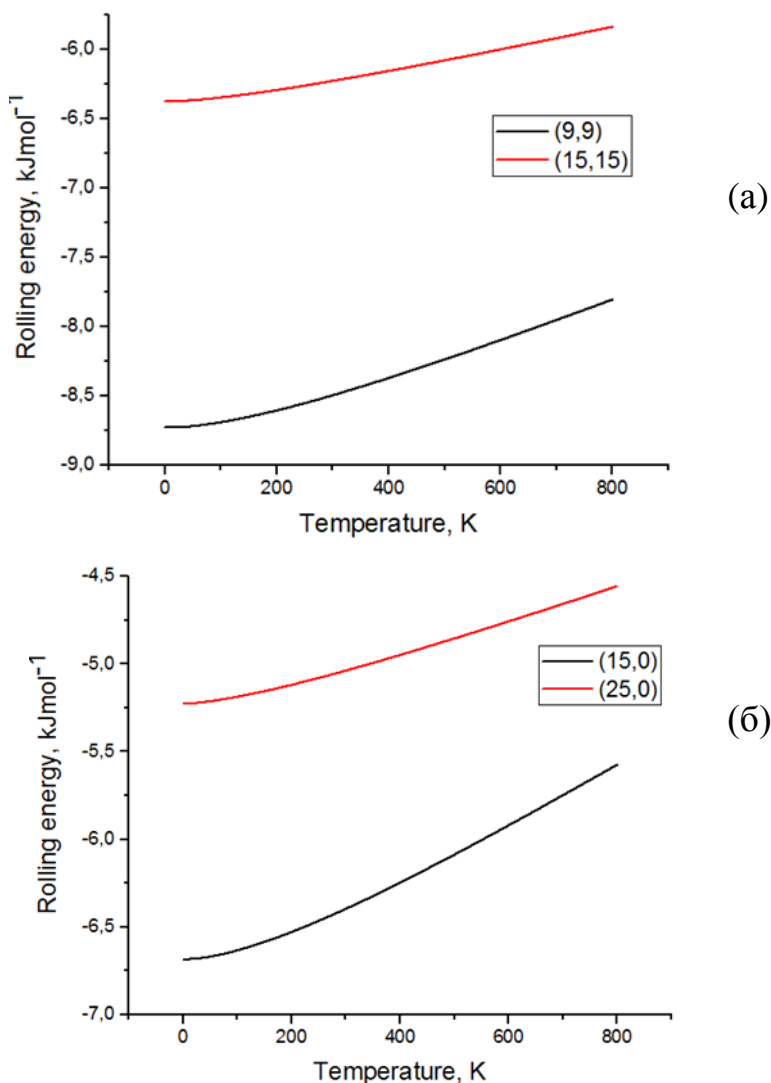 -6,0
-6,5
-7,0
-7,5
-8,0
-8,5
-9,0
Rolling energy, kJmol⁻¹
(9,9)
(15,15)
(а)
0 200 400 600 800
Temperature, K
-4,5
-5,0
-5,5
-6,0
-6,5
-7,0
Rolling energy, kJmol⁻¹
(15,0)
(25,0)
(б)
0 200 400 600 800
Temperature, K